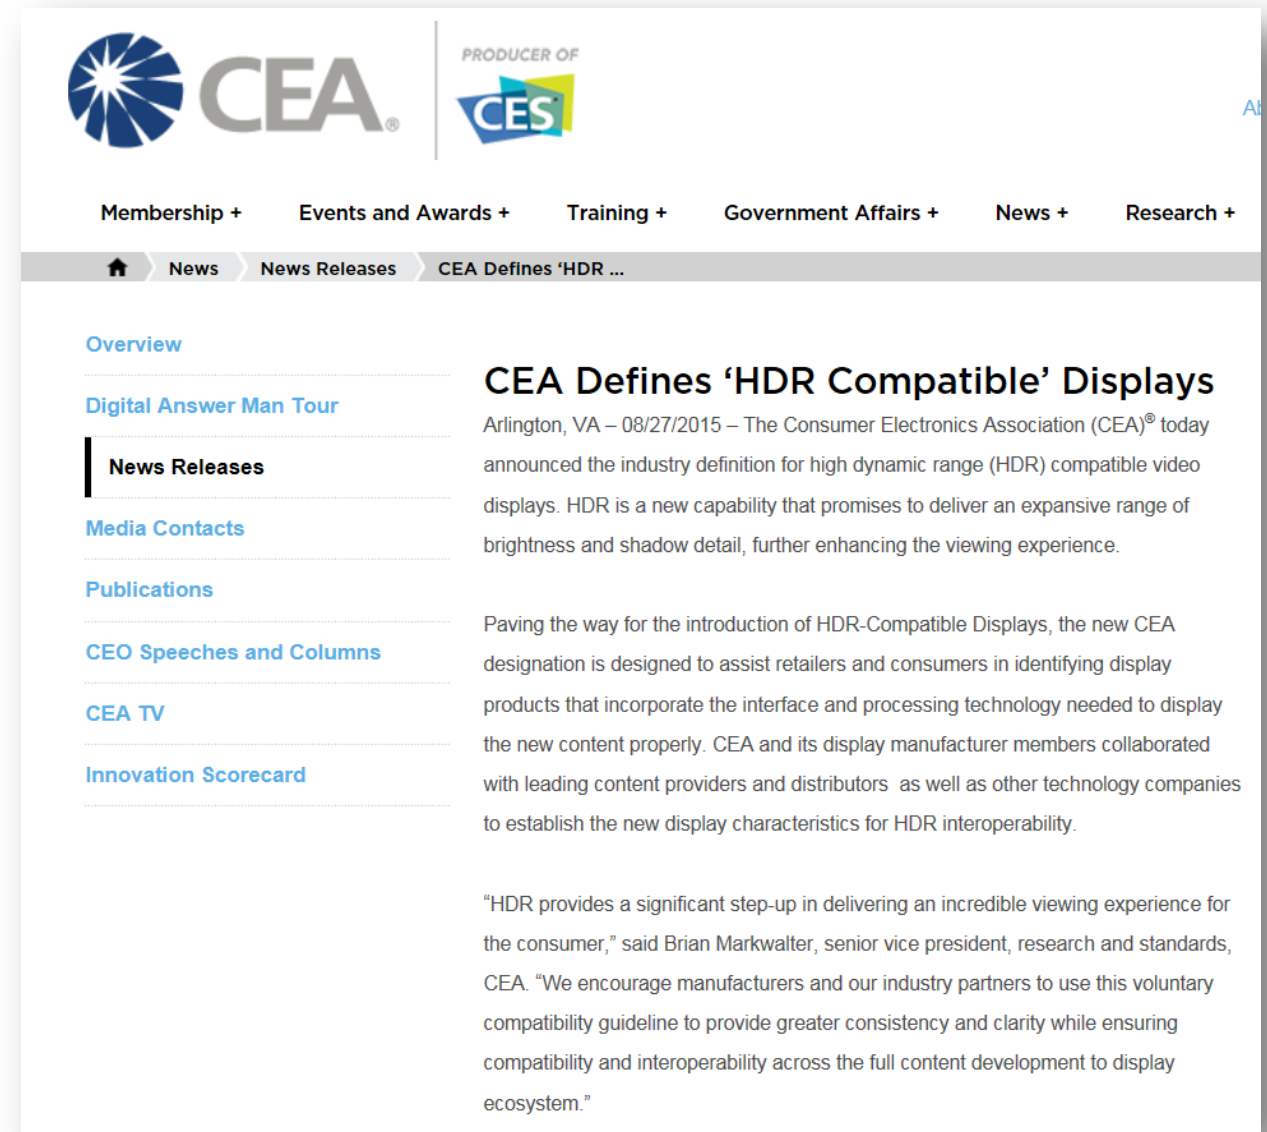 CEA®
PRODUCER OF
CES
Membership +
Events and Awards +
Training +
Government Affairs +
News +
Research +
News
News Releases
CEA Defines ‘HDR ...
Overview
Digital Answer Man Tour
News Releases
Media Contacts
Publications
CEO Speeches and Columns
CEA TV
Innovation Scorecard
CEA Defines ‘HDR Compatible’ Displays
Arlington, VA – 08/27/2015 – The Consumer Electronics Association (CEA)® today
announced the industry definition for high dynamic range (HDR) compatible video
displays. HDR is a new capability that promises to deliver an expansive range of
brightness and shadow detail, further enhancing the viewing experience.
Paving the way for the introduction of HDR-Compatible Displays, the new CEA
designation is designed to assist retailers and consumers in identifying display
products that incorporate the interface and processing technology needed to display
the new content properly. CEA and its display manufacturer members collaborated
with leading content providers and distributors  as well as other technology companies
to establish the new display characteristics for HDR interoperability.
“HDR provides a significant step-up in delivering an incredible viewing experience for
the consumer,” said Brian Markwalter, senior vice president, research and standards,
CEA. “We encourage manufacturers and our industry partners to use this voluntary
compatibility guideline to provide greater consistency and clarity while ensuring
compatibility and interoperability across the full content development to display
ecosystem.”